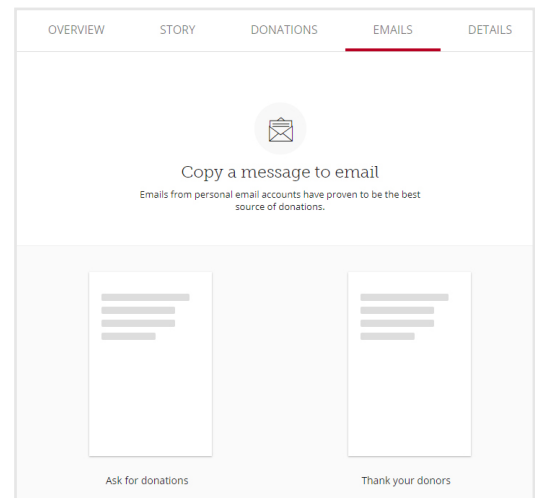 OVERVIEW STORY DONATIONS EMAILS DETAILS
Copy a message to email
Emails from personal email accounts have proven to be the best
source of donations.
Ask for donations Thank your donors